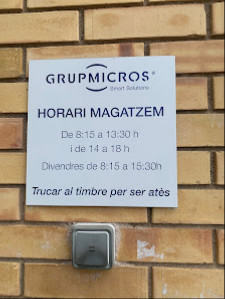 GRUPMICROS®
Smart Solutions
HORARI MAGATZEM
De 8:15 a 13:30 h
i de 14 a 18 h
Divendres de 8:15 a 15:30h
Trucar al timbre per ser atès